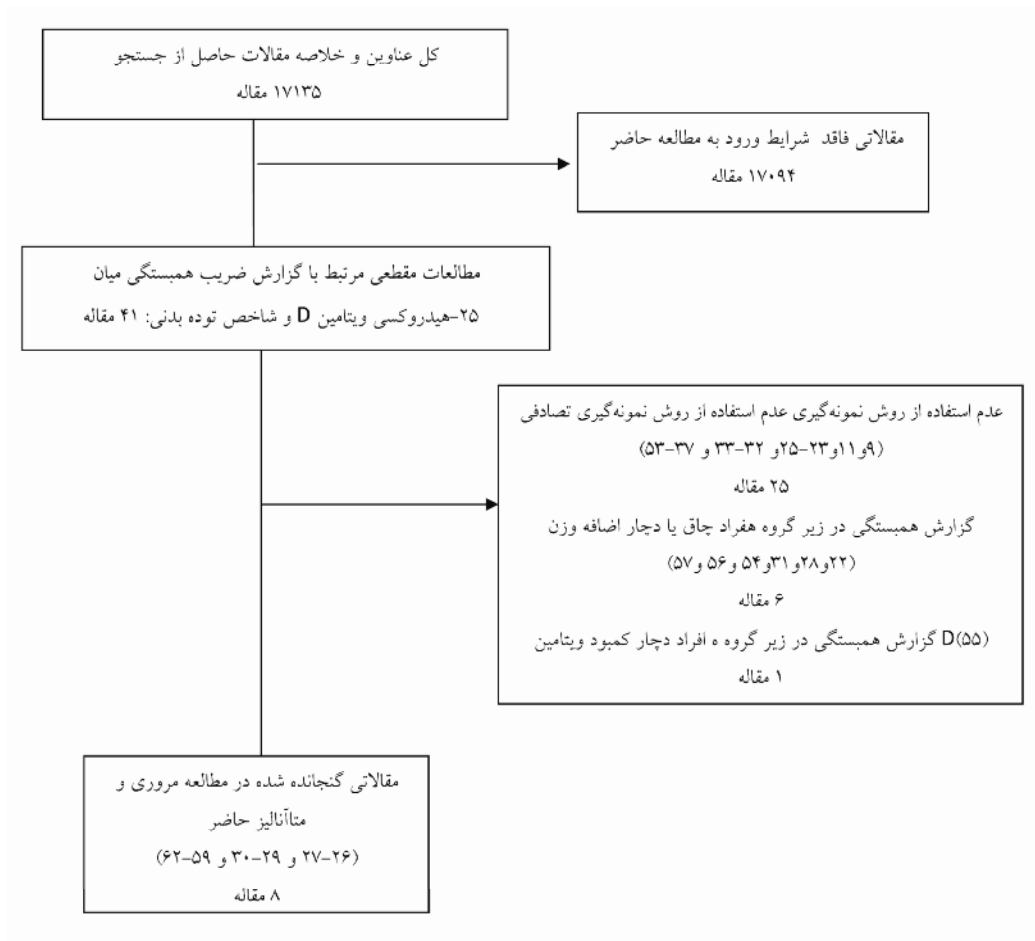 کل عناوین و خلاصه مقالات حاصل از جستجو
۱۷۱۳۵ مقاله
مقالاتی فاقد شرایط ورود به مطالعه حاضر
۱۷۰۹۴ مقاله
مطالعات مقطعی مرتبط با گزارش ضریب همبستگی میان
۲۵-هیدروکسی ویتامین D و شاخص توده بدنی: ۴۱ مقاله
عدم استفاده از روش نمونه‌گیری عدم استفاده از روش نمونه‌گیری تصادفی
(۹و۱۱و۲۳-۲۵و ۳۲-۳۳ و ۳۷-۵۳)
۲۵ مقاله
گزارش همبستگی در زیر گروه هفراد چاق یا دچار اضافه وزن
(۲۲و۲۸و۳۱و۵۴ و۵۶ و۵۷)
۶ مقاله
D(۵۵) گزارش همبستگی در زیر گروه ه افراد دچار کمبود ویتامین
۱ مقاله
مقالاتی گنجانده شده در مطالعه مروری و
متاآنالیز حاضر
(۲۶-۲۷ و ۲۹-۳۰ و ۵۹-۶۲)
۸ مقاله